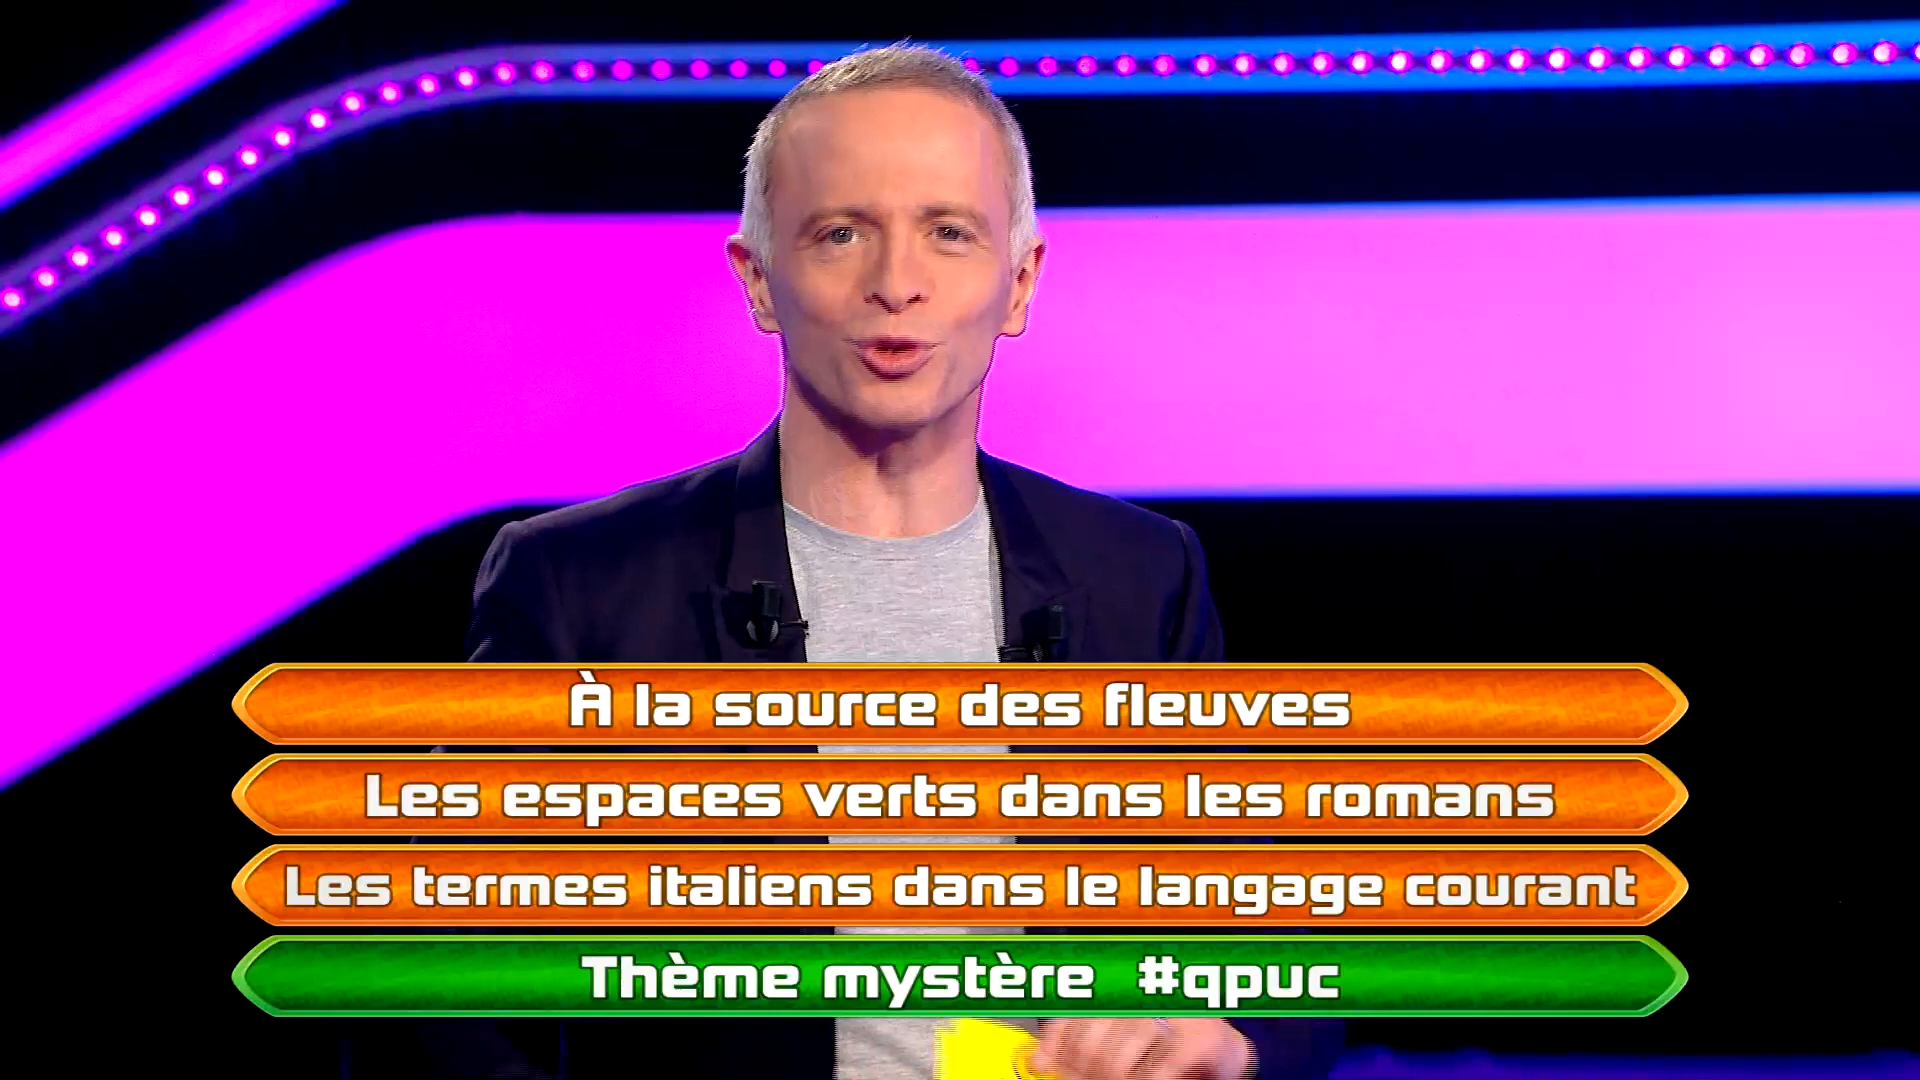 À la source des fleuves
Les espaces verts dans les romans
Les termes italiens dans le langage courant
Thème mystère #qpuc